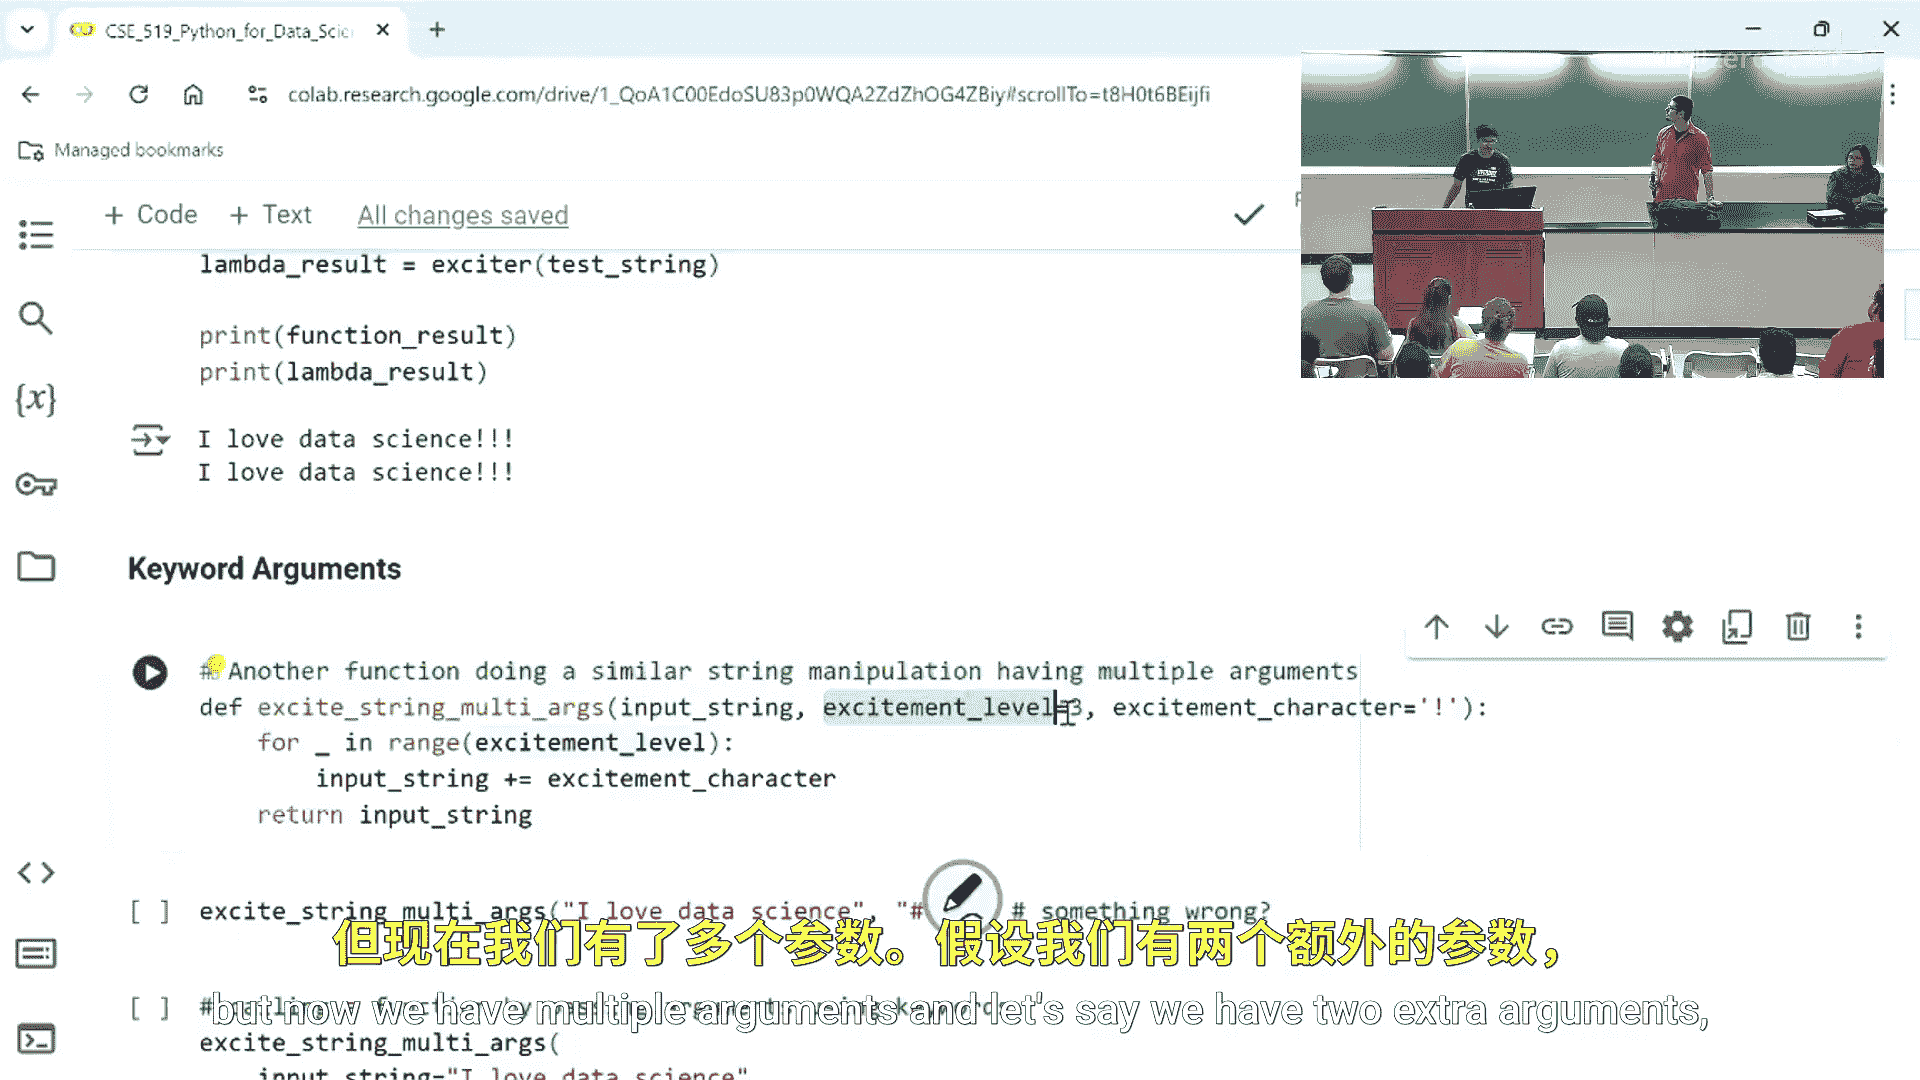 CSE_519_Python_for_Data_Scie
colab.research.google.com/drive/1_QoA1C00EdoSU83p0WQA2ZdZhOG4ZBiy#scrollTo=t8H0t6BEijfi
Managed bookmarks
+ Code + Text All changes saved
lambda_result = exciter(test_string)
print(function_result)
print(lambda_result)
I love data science!!!
I love data science!!!
Keyword Arguments
# Another function doing a similar string manipulation having multiple arguments
def excite_string_multi_args(input_string, excitement_level=3, excitement_character='!'):
for _ in range(excitement_level):
input_string += excitement_character
return input_string
[ ] excite_string_multi_args("I love data science", "# # something wrong?
但现在我们有了多个参数。假设我们有两个额外的参数，
but now we have multiple arguments and let's say we have two extra arguments,
[ ] #
excite_string_multi_args(
input_string="I love data science"